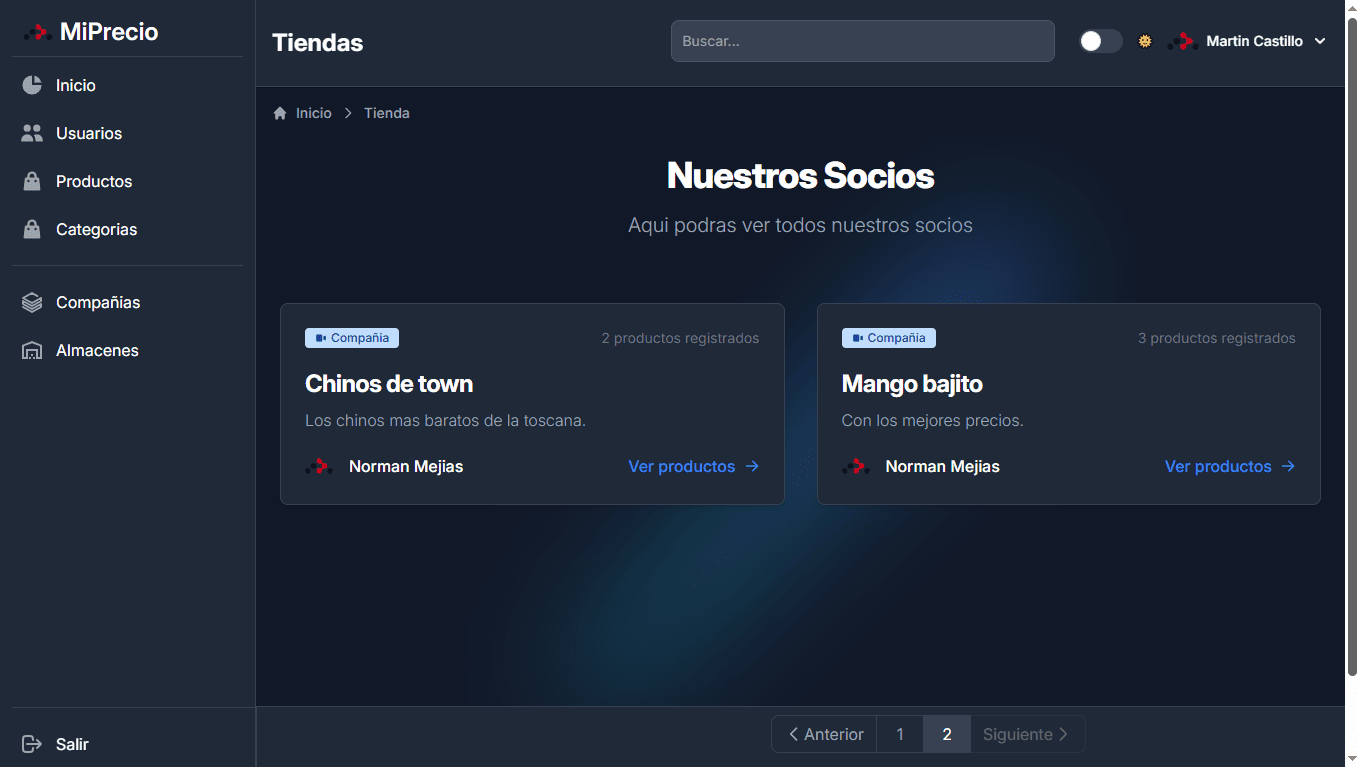 MiPrecio
Inicio
Usuarios
Productos
Categorias
Compañias
Almacenes
Salir
Tiendas
Buscar...
Martin Castillo
Inicio
Tienda
Nuestros Socios
Aqui podras ver todos nuestros socios
Compañia
2 productos registrados
Chinos de town
Los chinos mas baratos de la toscana.
Norman Mejias
Ver productos
Compañia
3 productos registrados
Mango bajito
Con los mejores precios.
Norman Mejias
Ver productos
Anterior
1
2
Siguiente